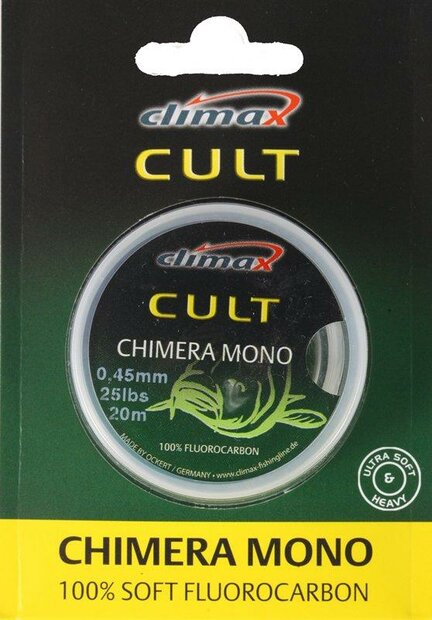 climax
CULT
climax
CULT
CHIMERA MONO
0,45mm
25lbs
20m
100% FLUOROCARBON
MADE BY OCKERT / GERMANY • www.climax-fishingline.de
ULTRA SOFT
&
HEAVY
CHIMERA MONO
100% SOFT FLUOROCARBON